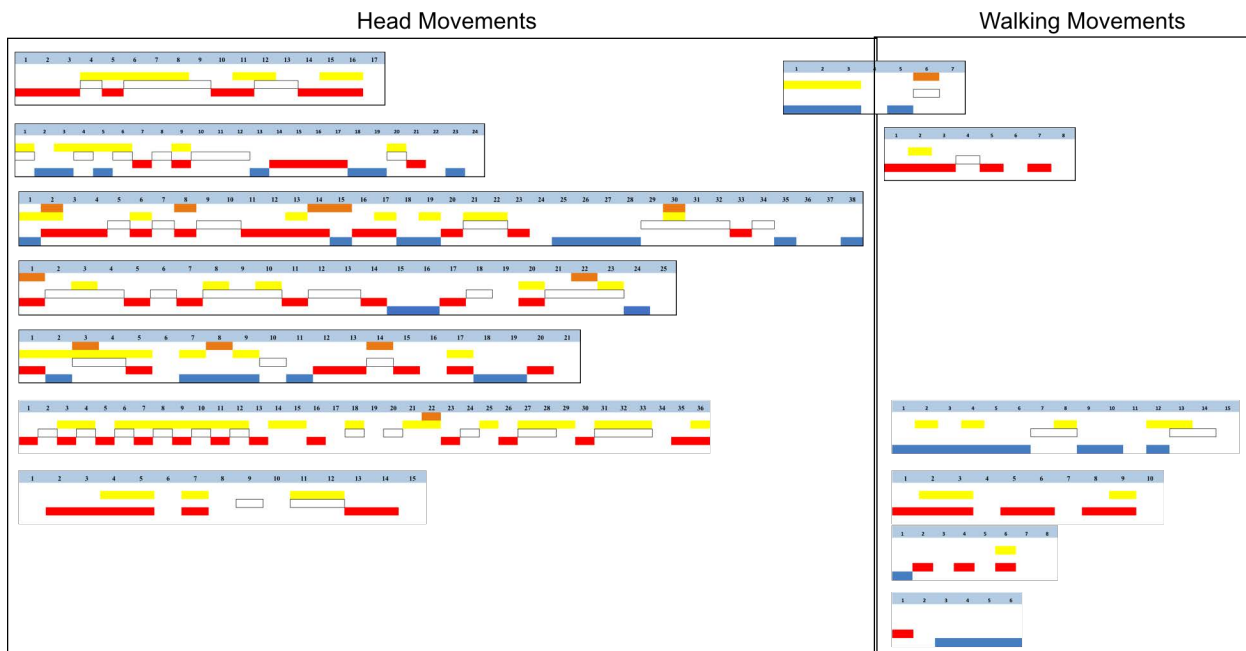 Head Movements
Walking Movements
1 2 3 4 5 6 7 8 9 10 11 12 13 14 15 16 17
1 2 3 4 5 6 7
1 2 3 4 5 6 7 8 9 10 11 12 13 14 15 16 17 18 19 20 21 22 23 24
1 2 3 4 5 6 7 8
1 2 3 4 5 6 7 8 9 10 11 12 13 14 15 16 17 18 19 20 21 22 23 24 25 26 27 28 29 30 31 32 33 34 35 36 37 38
1 2 3 4 5 6 7 8 9 10 11 12 13 14 15 16 17 18 19 20 21 22 23 24 25
1 2 3 4 5 6 7 8 9 10 11 12 13 14 15 16 17 18 19 20 21
1 2 3 4 5 6 7 8 9 10 11 12 13 14 15 16 17 18 19 20 21 22 23 24 25 26 27 28 29 30 31 32 33 34 35 36
1 2 3 4 5 6 7 8 9 10 11 12 13 14 15
1 2 3 4 5 6 7 8 9 10 11 12 13 14 15
1 2 3 4 5 6 7 8 9 10
1 2 3 4 5 6 7 8
1 2 3 4 5 6